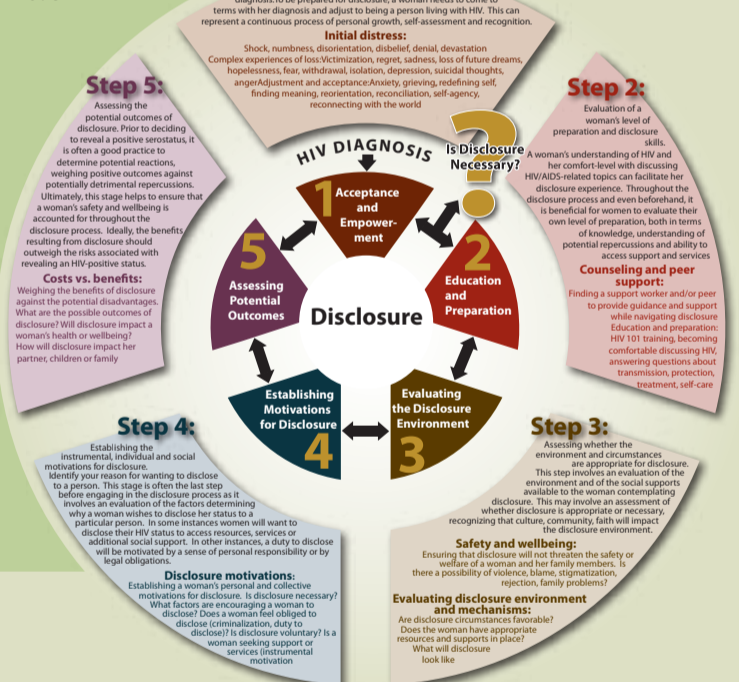 diagnosis. To be prepared for disclosure, a woman needs to come to
terms with her diagnosis and adjust to being a person living with HIV. This can
represent a continuous process of personal growth, self-assessment and recognition.
Initial distress:
Shock, numbness, disorientation, disbelief, denial, devastation
Complex experiences of loss:Victimization, regret, sadness, loss of future dreams,
hopelessness, fear, withdrawal, isolation, depression, suicidal thoughts,
angerAdjustment and acceptance:Anxiety, grieving, redefining self,
finding meaning, reorientation, reconciliation, self-agency,
reconnecting with the world
HIV DIAGNOSIS
?
Is Disclosure
Necessary?
1
Acceptance
and
Empower-
ment
2
Education
and
Preparation
Evaluating
the Disclosure
Environment
3
Establishing
Motivations
for Disclosure
4
5
Assessing
Potential
Outcomes
Disclosure
Step 2:
Evaluation of a
woman's level of
preparation and disclosure
skills.
A woman's understanding of HIV and
her comfort-level with discussing
HIV/AIDS-related topics can facilitate her
disclosure experience. Throughout the
disclosure process and even beforehand, it
is beneficial for women to evaluate their
own level of preparation, both in terms
of knowledge, understanding of
potential repercussions and ability to
access support and services
Counseling and peer
support:
Finding a support worker and/or peer
to provide guidance and support
while navigating disclosure
Education and preparation:
HIV 101 training, becoming
comfortable discussing HIV,
answering questions about
transmission, protection,
treatment, self-care
Step 3:
Assessing whether the
environment and circumstances
are appropriate for disclosure.
This step involves an evaluation of the
environment and of the social supports
available to the woman contemplating
disclosure. This may involve an assessment of
whether disclosure is appropriate or necessary,
recognizing that culture, community, faith will impact
the disclosure environment.
Safety and wellbeing:
Ensuring that disclosure will not threaten the safety or
welfare of a woman and her family members. Is
there a possibility of violence, blame, stigmatization,
rejection, family problems?
Evaluating disclosure environment
and mechanisms:
Are disclosure circumstances favorable?
Does the woman have appropriate
resources and supports in place?
What will disclosure
look like
Step 4:
Establishing the
instrumental, individual and social
motivations for disclosure.
Identify your reason for wanting to disclose
to a person. This stage is often the last step
before engaging in the disclosure process as it
involves an evaluation of the factors determining
why a woman wishes to disclose her status to a
particular person. In some instances women will want to
disclose their HIV status to access resources, services or
additional social support. In other instances, a duty to disclose
will be motivated by a sense of personal responsibility or by
legal obligations.
Disclosure motivations:
Establishing a woman's personal and collective
motivations for disclosure. Is disclosure necessary?
What factors are encouraging a woman to
disclose? Does a woman feel obliged to
disclose (criminalization, duty to
disclose)? Is disclosure voluntary? Is a
woman seeking support or
services (instrumental
motivation
Step 5:
Assessing the
potential outcomes of
disclosure. Prior to deciding
to reveal a positive serostatus, it
is often a good practice to
determine potential reactions,
weighing positive outcomes against
potentially detrimental repercussions.
Ultimately, this stage helps to ensure that
a woman's safety and wellbeing is
accounted for throughout the
disclosure process. Ideally, the benefits
resulting from disclosure should
outweigh the risks associated with
revealing an HIV-positive status.
Costs vs. benefits:
Weighing the benefits of disclosure
against the potential disadvantages.
What are the possible outcomes of
disclosure? Will disclosure impact a
woman's health or wellbeing?
How will disclosure impact her
partner, children or family